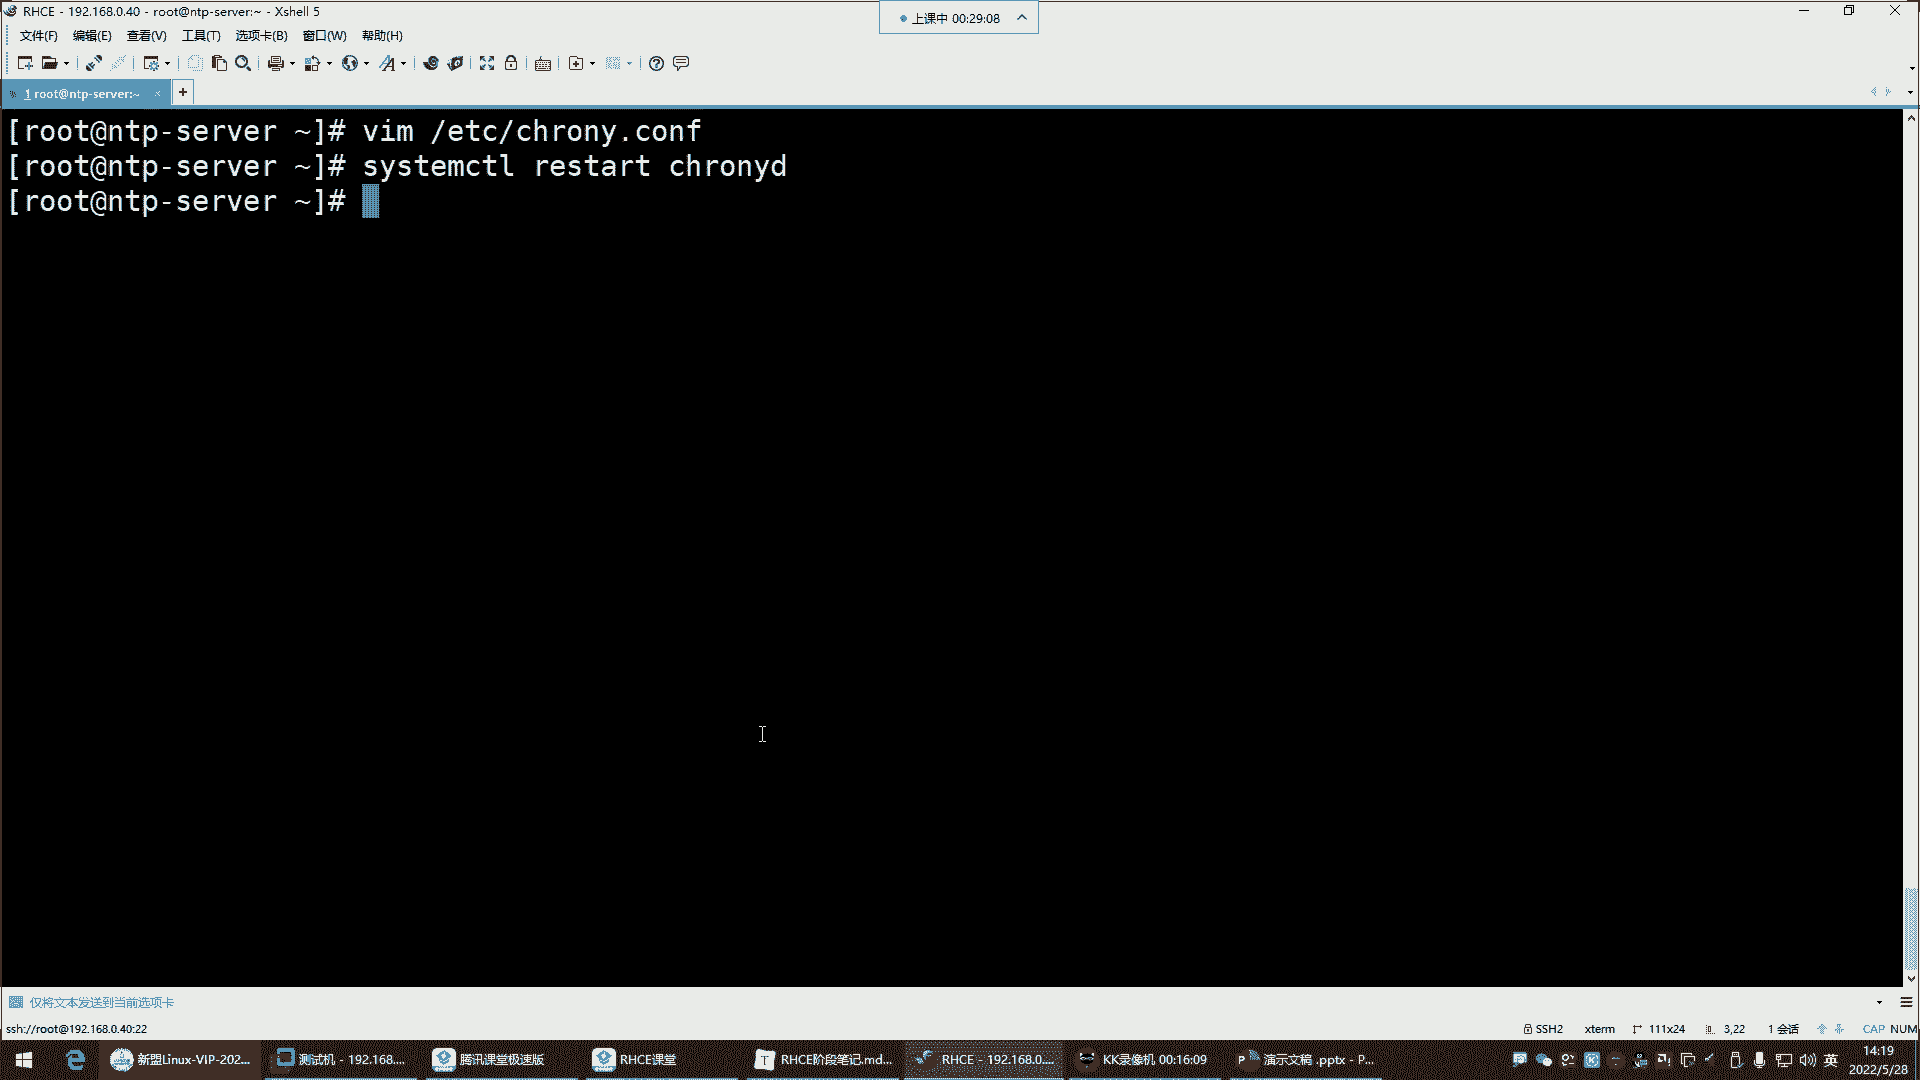 RHCE - 192.168.0.40 - root@ntp-server:~ - Xshell 5
上课中 00:29:08
文件(F) 编辑(E) 查看(V) 工具(T) 选项卡(B) 窗口(W) 帮助(H)
1 root@ntp-server:~ × +
[root@ntp-server ~]# vim /etc/chrony.conf
[root@ntp-server ~]# systemctl restart chronyd
[root@ntp-server ~]#
仅将文本发送到当前选项卡
ssh://root@192.168.0.40:22 SSH2 xterm 111x24 3,22 1 会话 CAP NUM
新盟Linux-VIP-202... 测试机 - 192.168.... 腾讯课堂极速版 RHCE课堂 RHCE阶段笔记.md... RHCE - 192.168.0.... KK录像机 00:16:09 演示文稿 .pptx - P... 英 14:19
2022/5/28